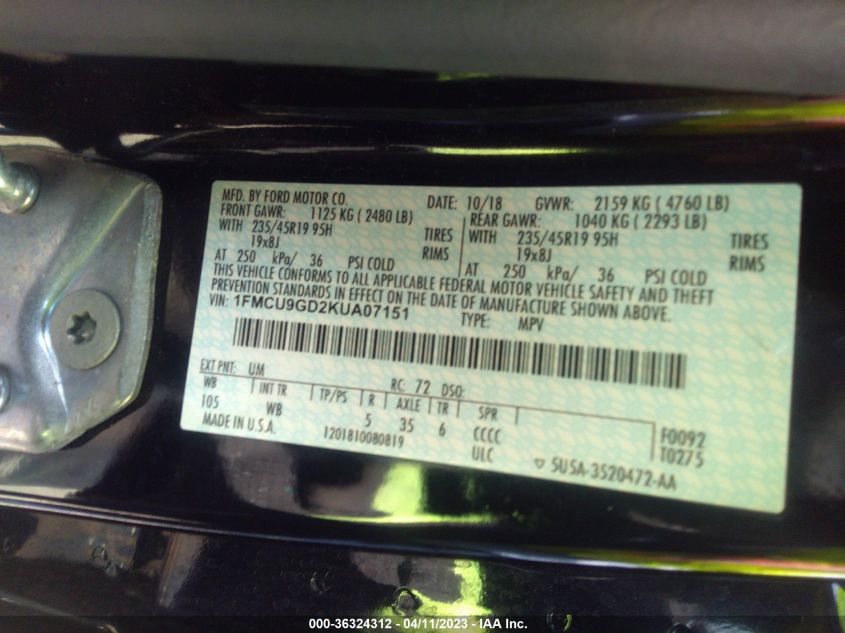 MFD. BY FORD MOTOR CO. DATE: 10/18 GVWR: 2159 KG ( 4760 LB)
FRONT GAWR: 1125 KG ( 2480 LB) REAR GAWR: 1040 KG ( 2293 LB)
WITH 235/45R19 95H TIRES WITH 235/45R19 95H TIRES
19x8J RIMS 19x8J RIMS
AT 250 kPa/ 36 PSI COLD AT 250 kPa/ 36 PSI COLD
THIS VEHICLE CONFORMS TO ALL APPLICABLE FEDERAL MOTOR VEHICLE SAFETY AND THEFT
PREVENTION STANDARDS IN EFFECT ON THE DATE OF MANUFACTURE SHOWN ABOVE.
VIN: 1FMCU9GD2KUA07151 TYPE: MPV
EXT PNT: UM RC: 72 DSO:
WB INT TR TP/PS R AXLE TR SPR
105 WB 5 35 6 CCCC F0092
MADE IN U.S.A. 1201810080819 ULC T0275
5U5A-3520472-AA
000-36324312 - 04/11/2023 - IAA Inc.